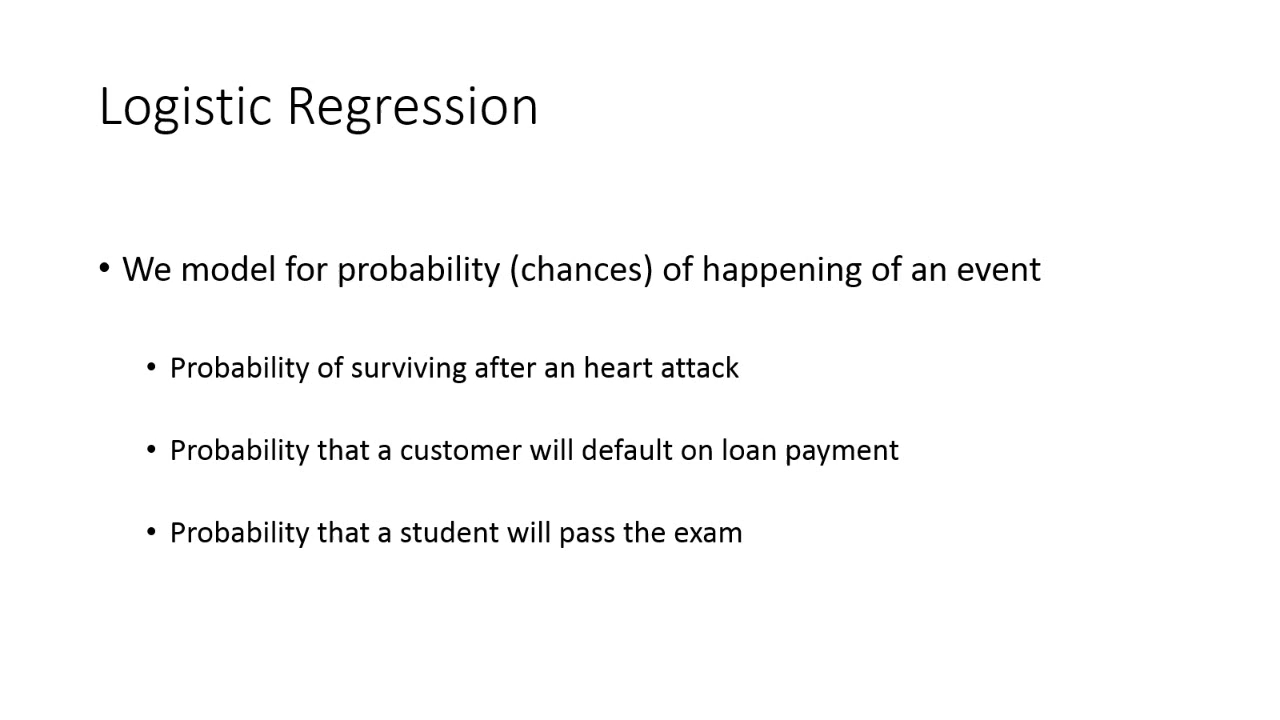 Logistic Regression
• We model for probability (chances) of happening of an event
• Probability of surviving after an heart attack
• Probability that a customer will default on loan payment
• Probability that a student will pass the exam